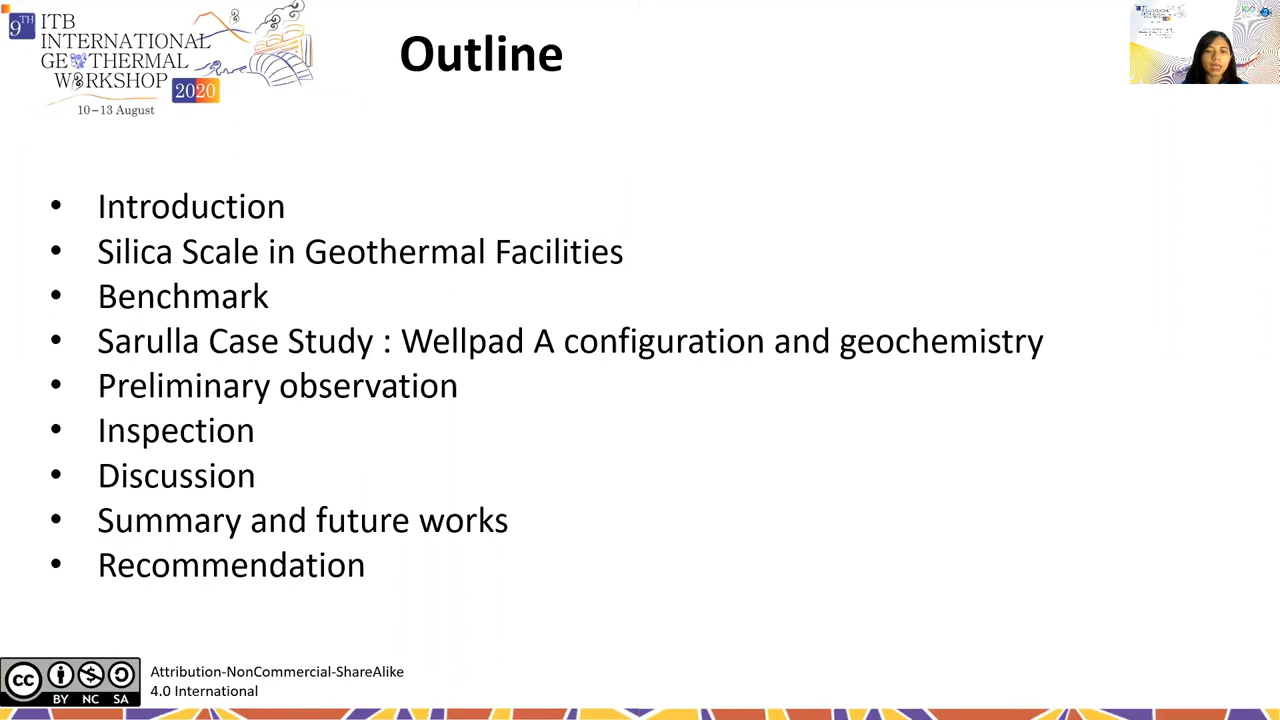 9TH ITB
INTERNATIONAL
GEOTHERMAL
WORKSHOP
2020
10 – 13 August
Outline
• Introduction
• Silica Scale in Geothermal Facilities
• Benchmark
• Sarulla Case Study : Wellpad A configuration and geochemistry
• Preliminary observation
• Inspection
• Discussion
• Summary and future works
• Recommendation
CC BY NC SA
Attribution-NonCommercial-ShareAlike
4.0 International